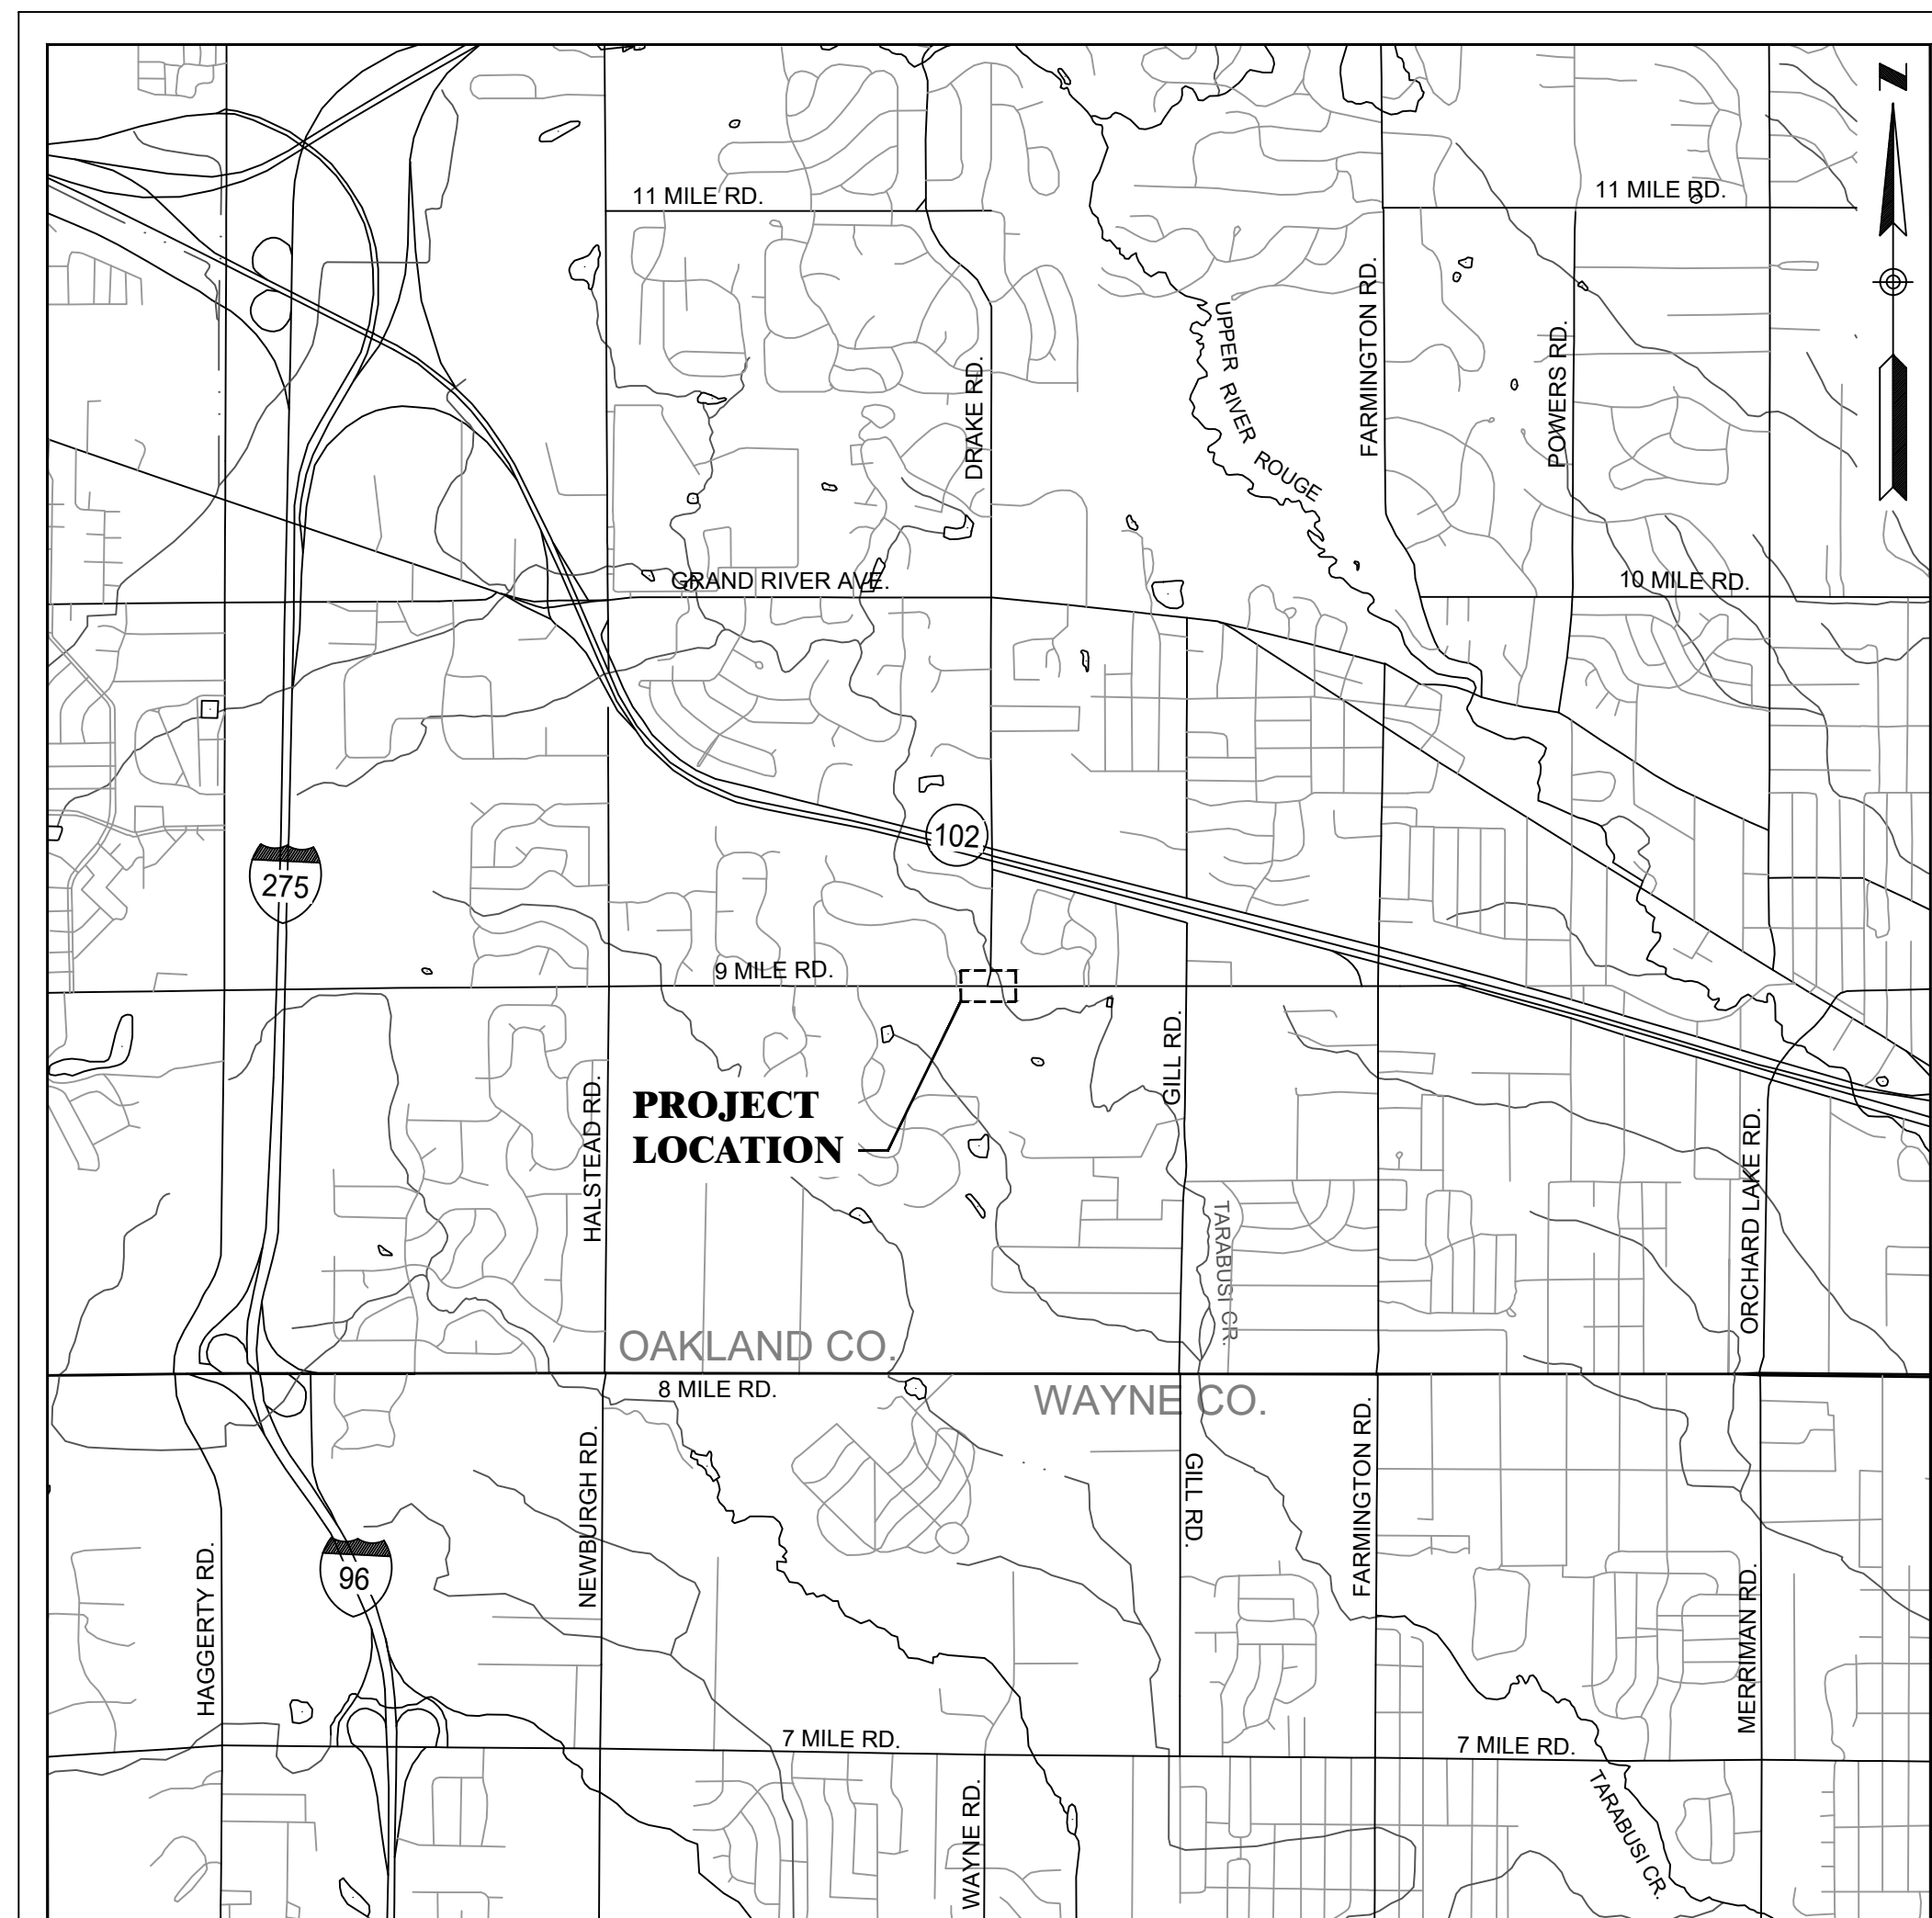 N
11 MILE RD.
11 MILE RD.
UPPER RIVER ROUGE
FARMINGTON RD.
POWERS RD.
DRAKE RD.
GRAND RIVER AVE.
10 MILE RD.
102
275
9 MILE RD.
GILL RD.
HALSTEAD RD.
PROJECT
LOCATION
ORCHARD LAKE RD.
TARABUSI CR.
OAKLAND CO.
8 MILE RD.
WAYNE CO.
NEWBURGH RD.
GILL RD.
FARMINGTON RD.
HAGGERTY RD.
96
MERRIMAN RD.
7 MILE RD.
7 MILE RD.
WAYNE RD.
TARABUSI CR.